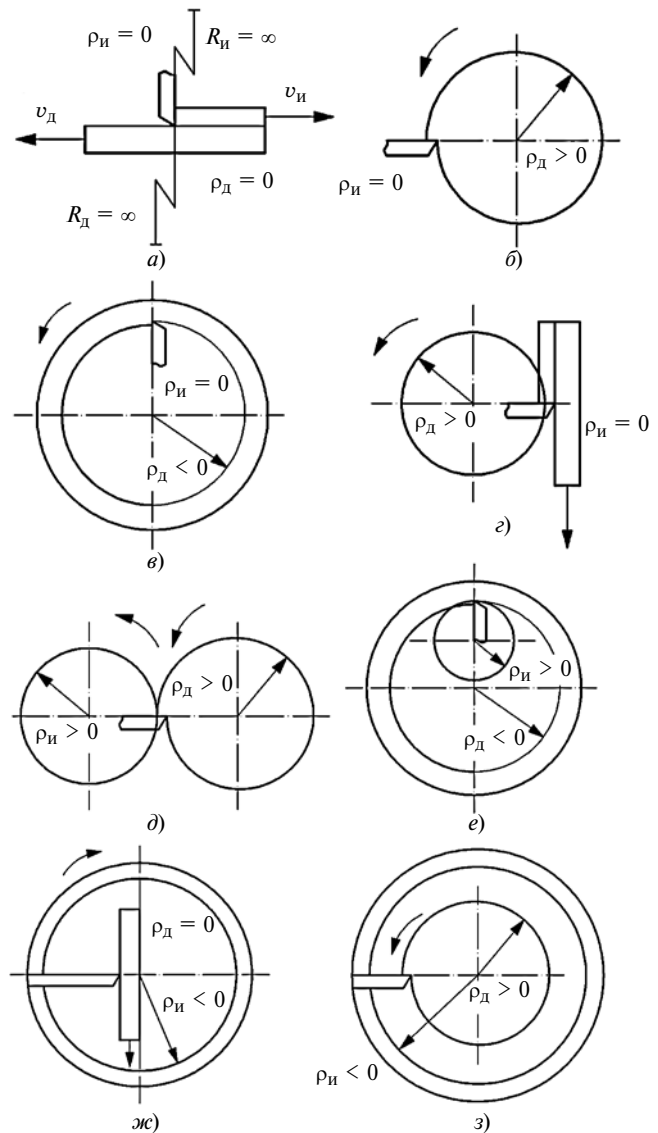 ρи = 0
Rи = ∞
vд
vи
ρд = 0
Rд = ∞
а)
ρд > 0
ρи = 0
б)
ρи = 0
ρд < 0
в)
ρд > 0
ρи = 0
г)
ρи > 0
ρд > 0
д)
ρи > 0
ρд < 0
е)
ρд = 0
ρи < 0
ж)
ρд > 0
ρи < 0
з)